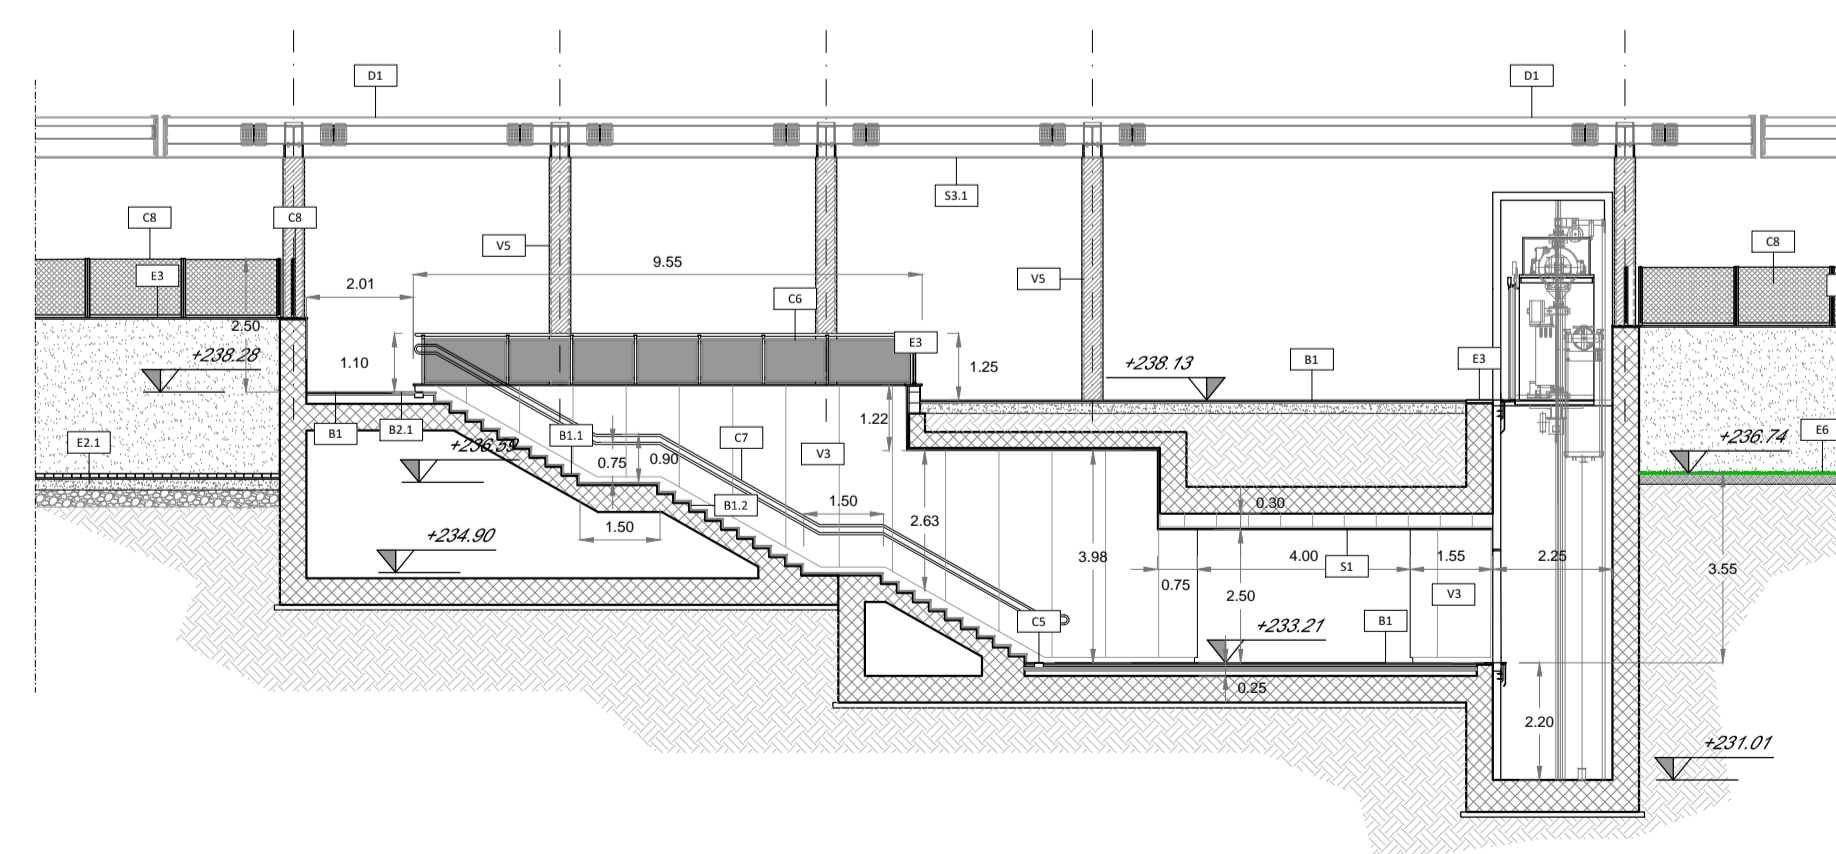 D1
D1
S3.1
C8
C8
V5
9.55
V5
C8
E3
2.01
C6
2.50
+238.28
1.10
E3
1.25
+238.13
B1
E3
1.22
B1
B2.1
E2.1
+236.59
B1.1
0.75
0.90
C7
V3
+236.74
E6
1.50
B1.2
1.50
2.63
0.30
+234.90
3.98
0.75
4.00
S1
1.55
2.25
3.55
2.50
V3
C5
+233.21
B1
0.25
2.20
+231.01